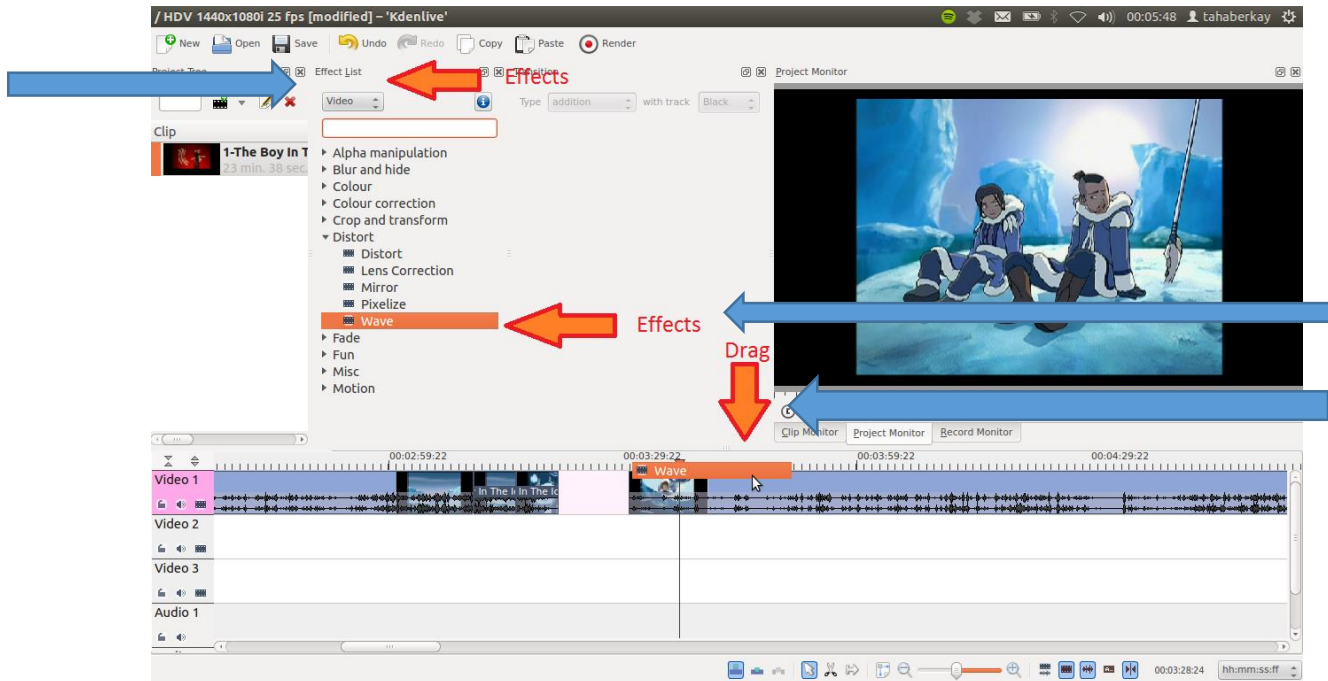 / HDV 1440x1080i 25 fps [modified] – 'Kdenlive'
00:05:48 tahaberkay
New Open Save Undo Redo Copy Paste Render
Project Tree
Effect List
Effects
Transition
Project Monitor
Video
Type addition with track Black
Clip
1-The Boy In T
23 min. 38 sec.
Alpha manipulation
Blur and hide
Colour
Colour correction
Crop and transform
Distort
Distort
Lens Correction
Mirror
Pixelize
Wave
Effects
Fade
Fun
Misc
Motion
Drag
Clip Monitor Project Monitor Record Monitor
00:02:59:22 00:03:29:22 00:03:59:22 00:04:29:22
Wave
Video 1
In The Ic In The Ic
Video 2
Video 3
Audio 1
00:03:28:24 hh:mm:ss:ff